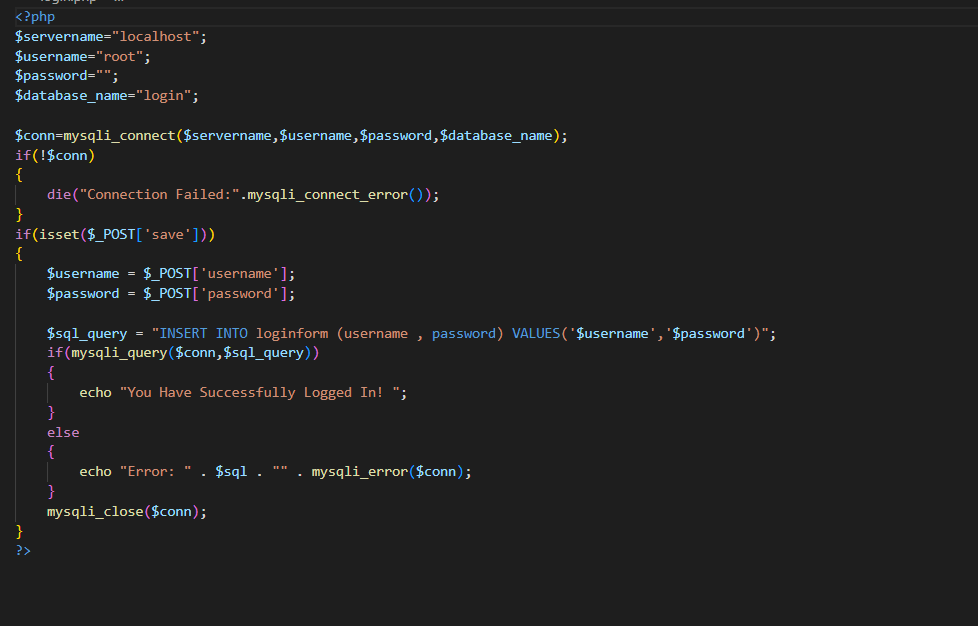 <?php
$servername="localhost";
$username="root";
$password="";
$database_name="login";
$conn=mysqli_connect($servername,$username,$password,$database_name);
if(!$conn)
{
    die("Connection Failed:".mysqli_connect_error());
}
if(isset($_POST['save']))
{
    $username = $_POST['username'];
    $password = $_POST['password'];
    $sql_query = "INSERT INTO loginform (username , password) VALUES('$username','$password')";
    if(mysqli_query($conn,$sql_query))
    {
        echo "You Have Successfully Logged In! ";
    }
    else
    {
        echo "Error: " . $sql . "" . mysqli_error($conn);
    }
    mysqli_close($conn);
}
?>